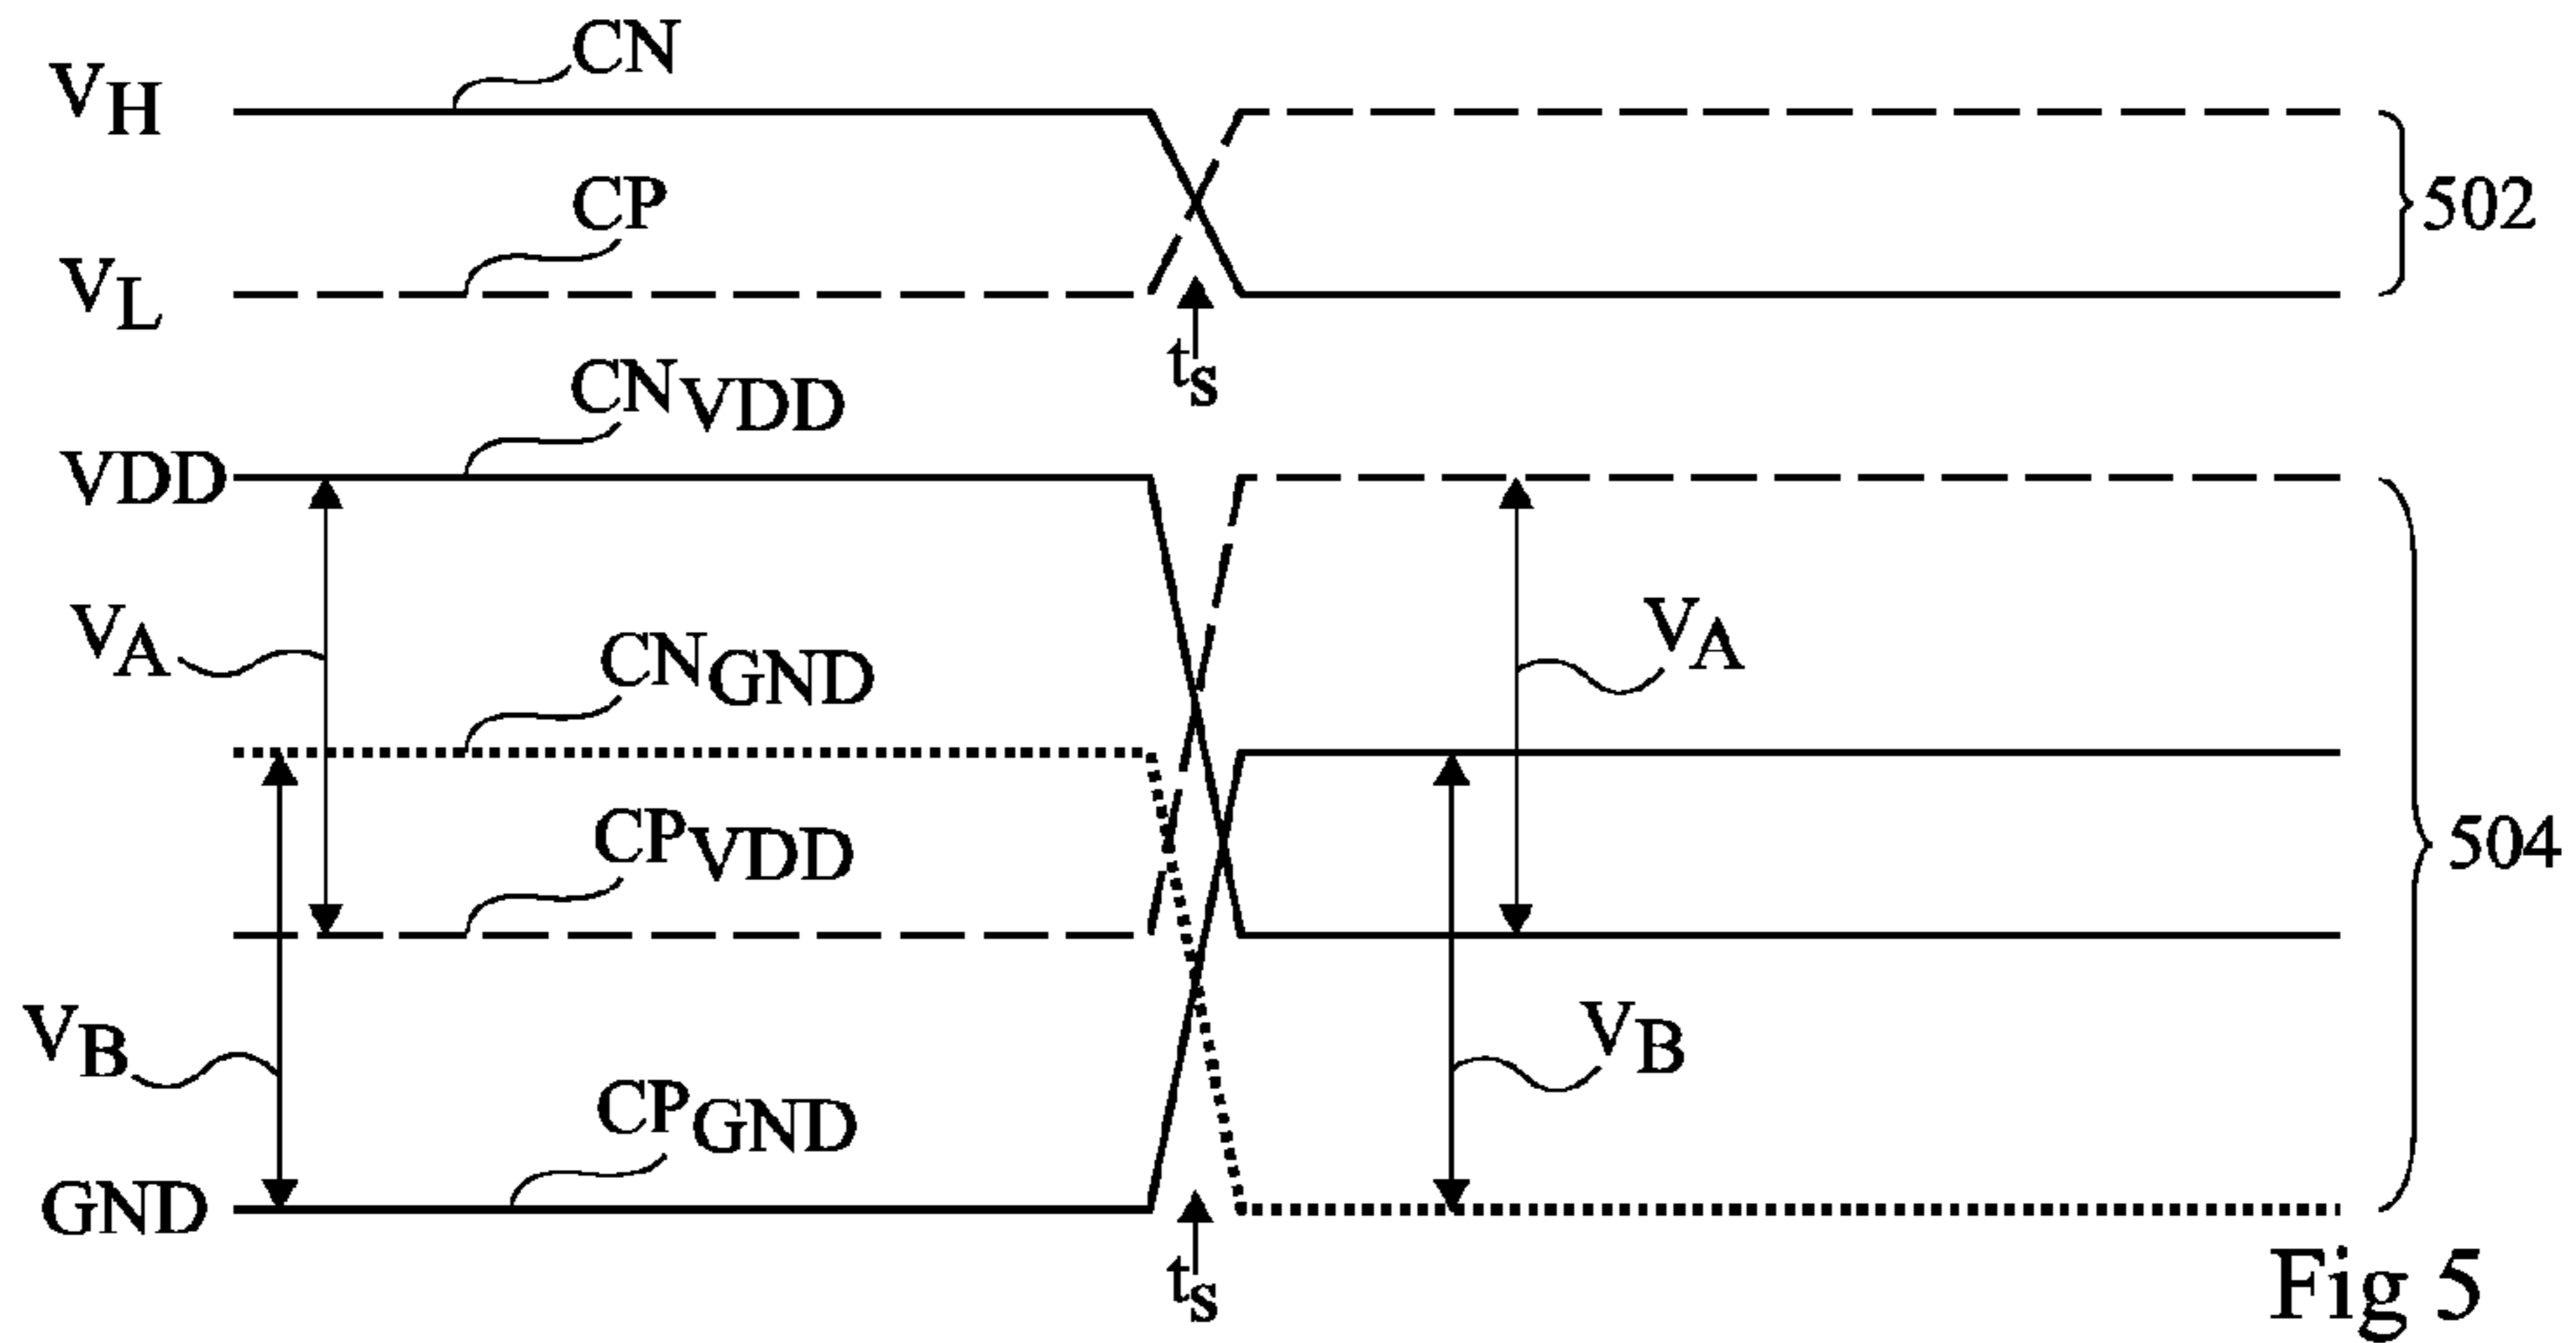 CN
VH
CP
502
VL
ts
CNVDD
VDD
VA
VA
CNGND
CPVDD
504
VB
VB
CPGND
GND
ts
Fig 5